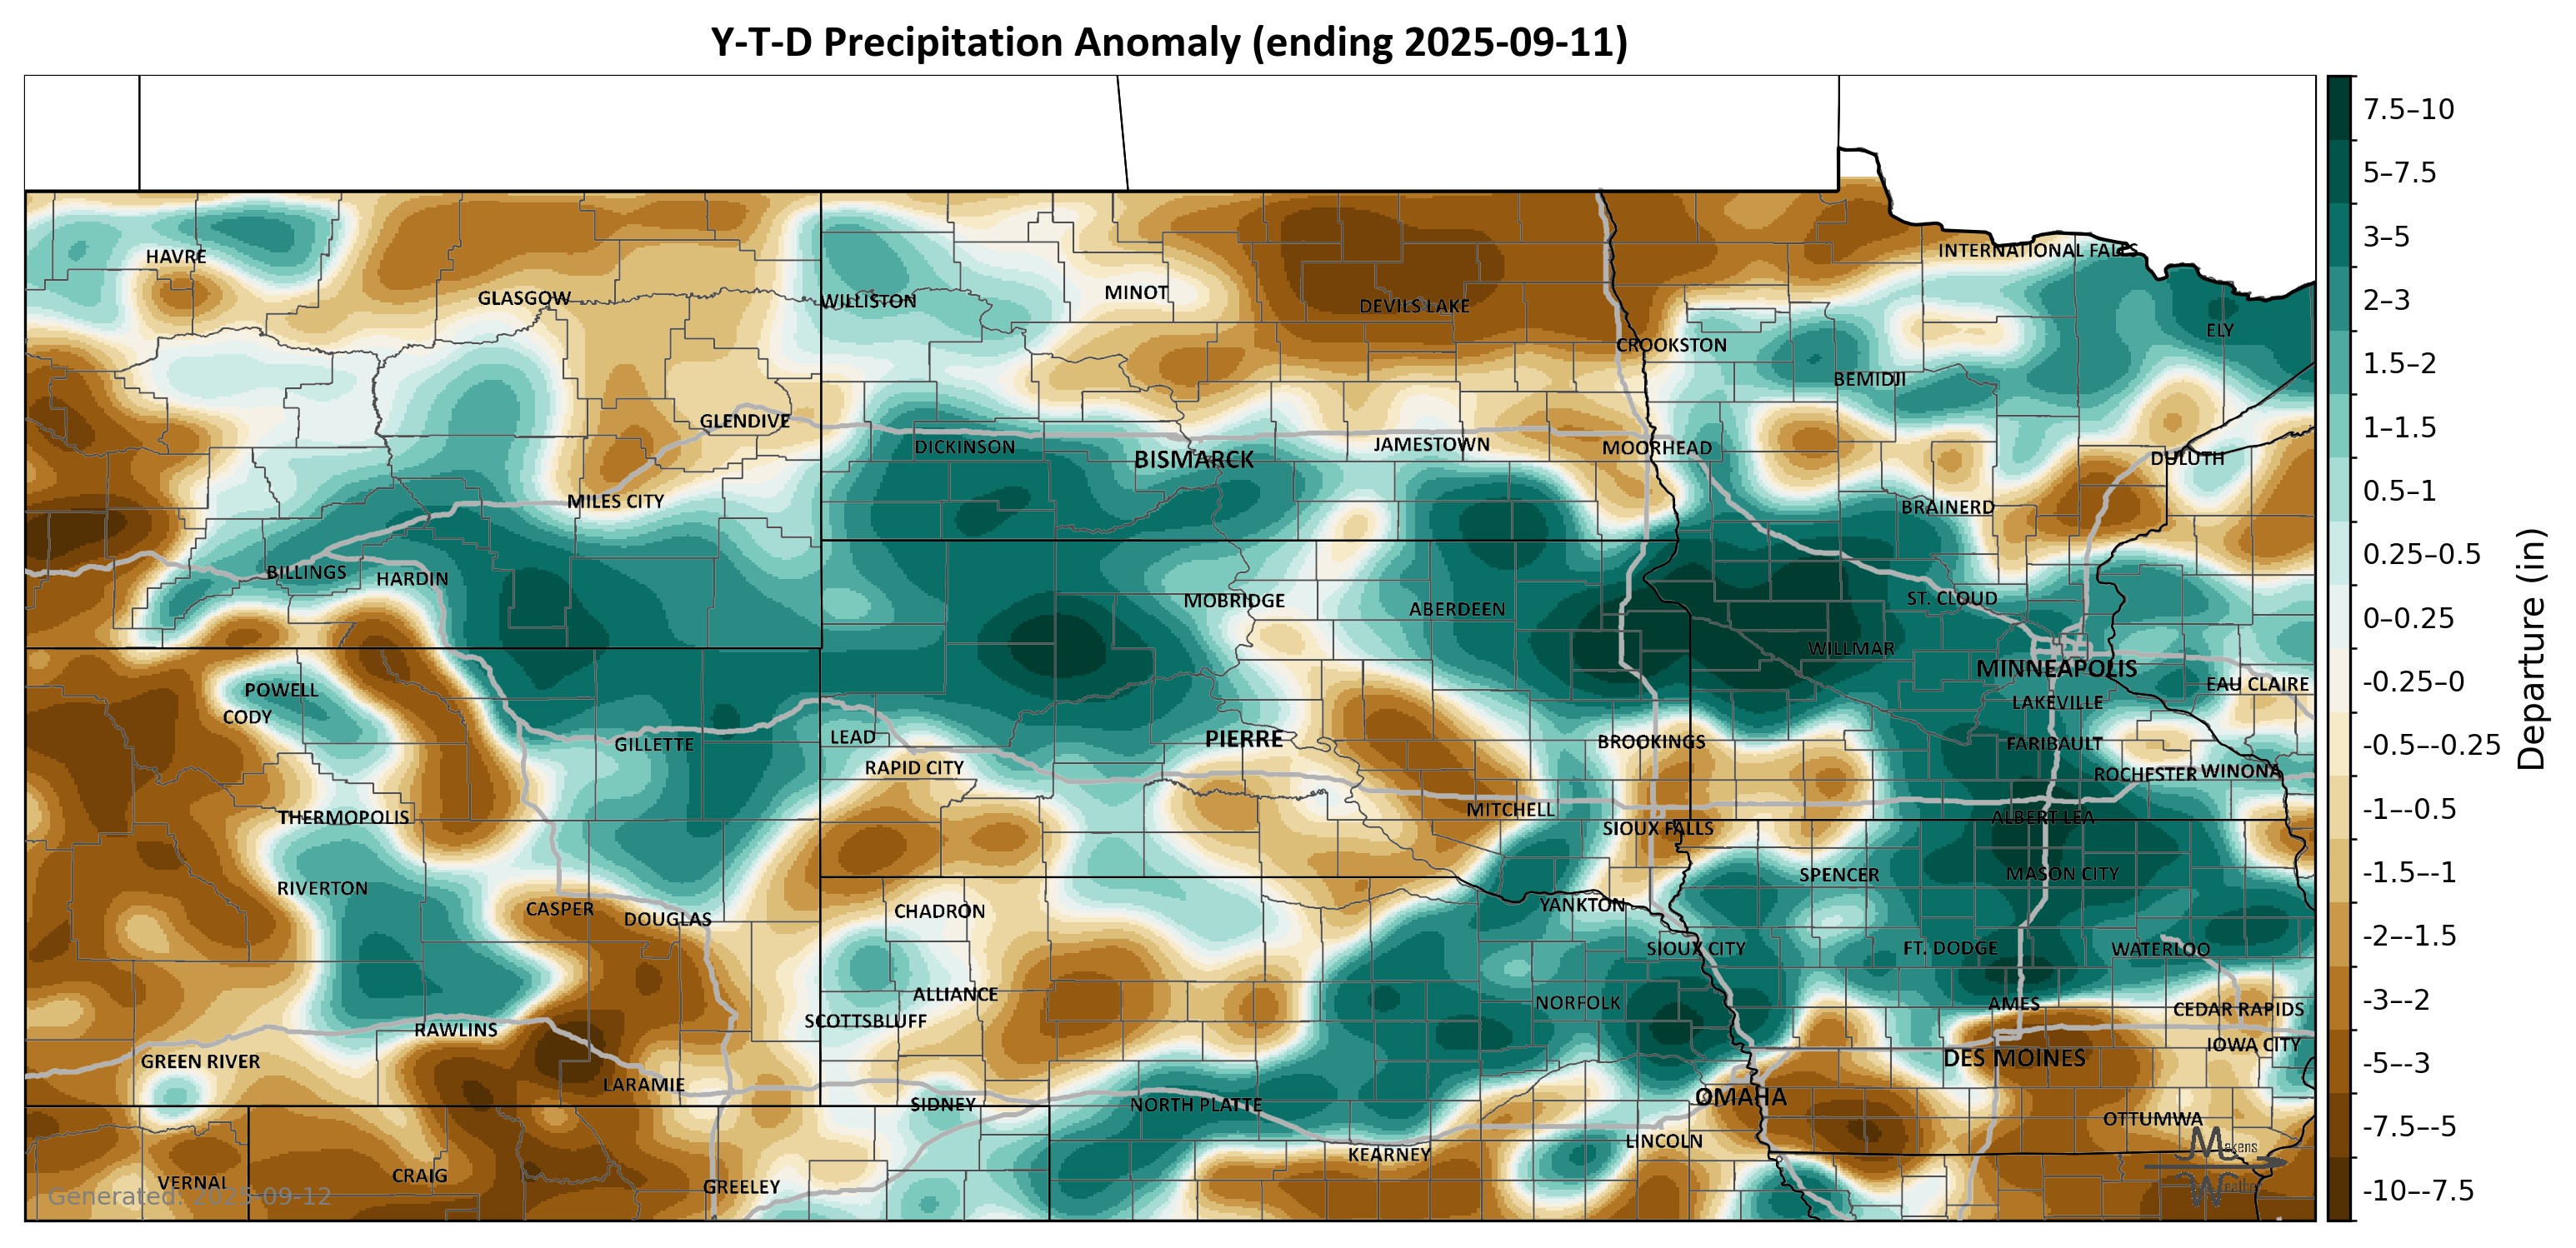 Y-T-D Precipitation Anomaly (ending 2025-09-11)
HAVRE
GLASGOW
WILLISTON
MINOT
DEVILS LAKE
CROOKSTON
INTERNATIONAL FALLS
ELY
BEMIDJI
GLENDIVE
DICKINSON
BISMARCK
JAMESTOWN
MOORHEAD
DULUTH
MILES CITY
BRAINERD
BILLINGS
HARDIN
MOBRIDGE
ABERDEEN
ST. CLOUD
WILLMAR
MINNEAPOLIS
EAU CLAIRE
POWELL
CODY
LAKEVILLE
GILLETTE
LEAD
PIERRE
BROOKINGS
FARIBAULT
RAPID CITY
ROCHESTER
WINONA
THERMOPOLIS
MITCHELL
SIOUX FALLS
ALBERT LEA
RIVERTON
SPENCER
MASON CITY
CASPER
DOUGLAS
CHADRON
YANKTON
SIOUX CITY
FT. DODGE
WATERLOO
ALLIANCE
NORFOLK
AMES
CEDAR RAPIDS
SCOTTSBLUFF
RAWLINS
IOWA CITY
GREEN RIVER
DES MOINES
LARAMIE
SIDNEY
NORTH PLATTE
OMAHA
OTTUMWA
LINCOLN
KEARNEY
VERNAL
CRAIG
GREELEY
Generated: 2025-09-12
Makens
Weather
7.5–10
5–7.5
3–5
2–3
1.5–2
1–1.5
0.5–1
0.25–0.5
0–0.25
-0.25–0
-0.5–-0.25
-1–-0.5
-1.5–-1
-2–-1.5
-3–-2
-5–-3
-7.5–-5
-10–-7.5
Departure (in)